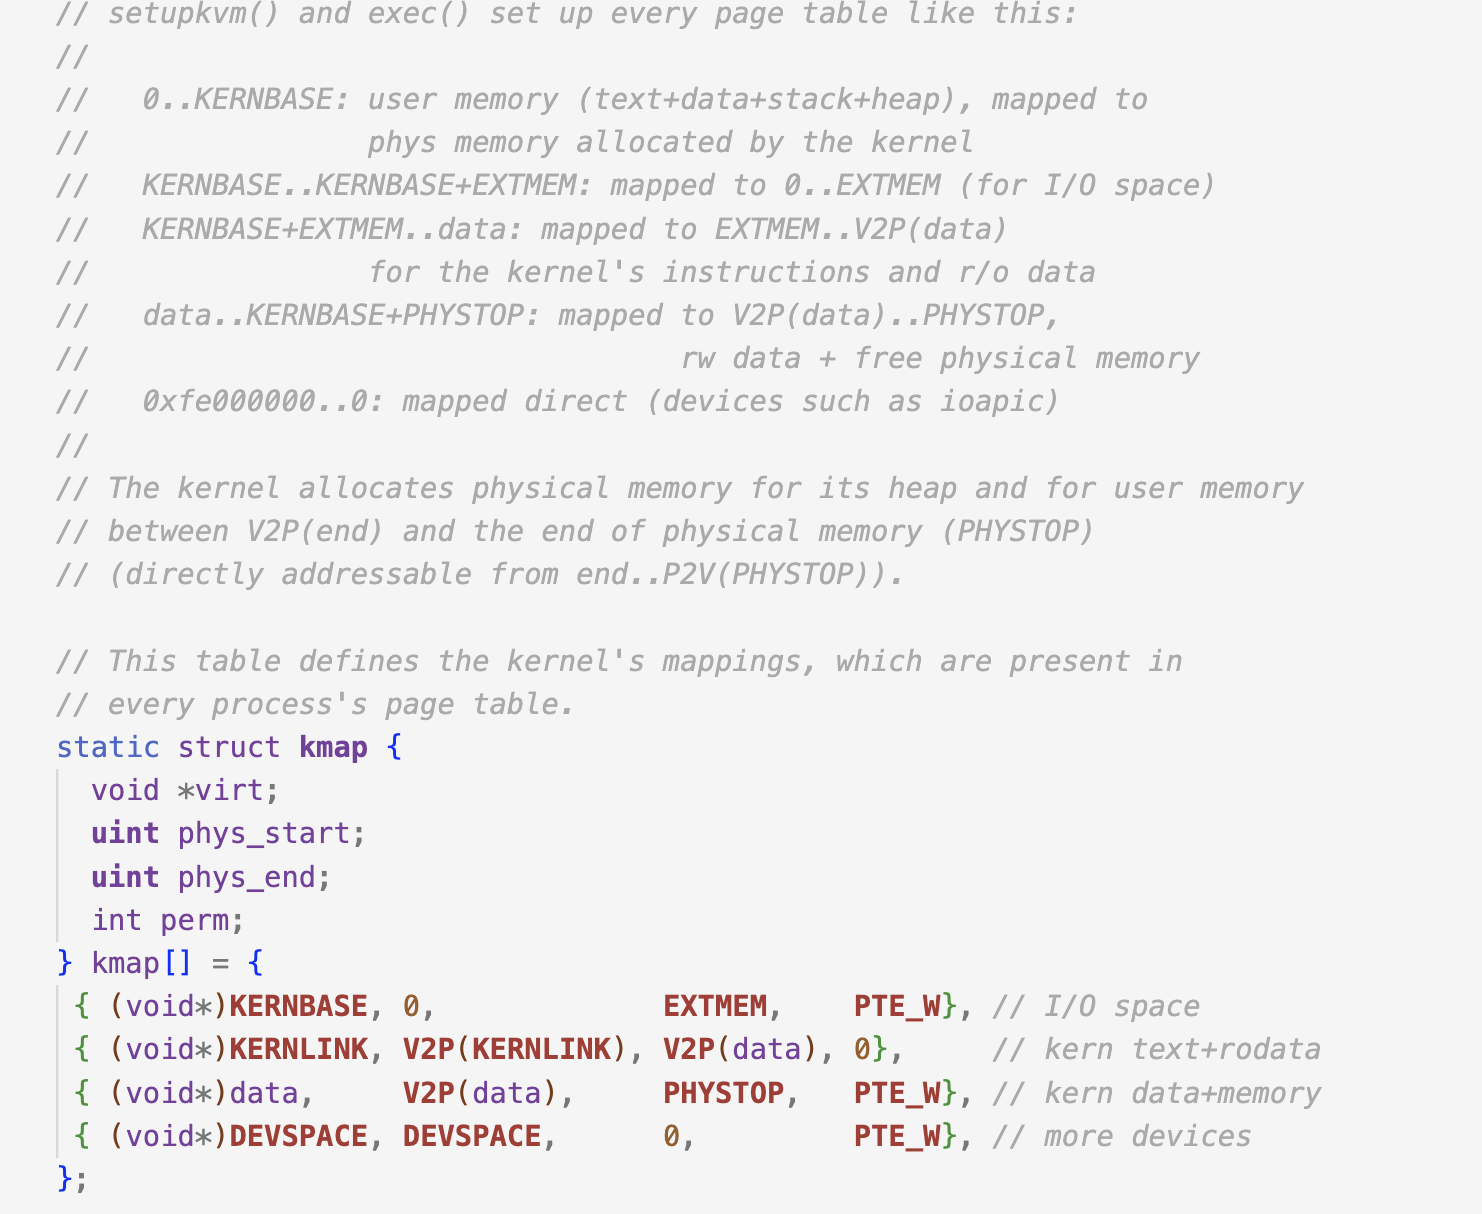 // setupkvm() and exec() set up every page table like this:
//
//   0..KERNBASE: user memory (text+data+stack+heap), mapped to
//                phys memory allocated by the kernel
//   KERNBASE..KERNBASE+EXTMEM: mapped to 0..EXTMEM (for I/O space)
//   KERNBASE+EXTMEM..data: mapped to EXTMEM..V2P(data)
//                for the kernel's instructions and r/o data
//   data..KERNBASE+PHYSTOP: mapped to V2P(data)..PHYSTOP,
//                                  rw data + free physical memory
//   0xfe000000..0: mapped direct (devices such as ioapic)
//
// The kernel allocates physical memory for its heap and for user memory
// between V2P(end) and the end of physical memory (PHYSTOP)
// (directly addressable from end..P2V(PHYSTOP)).

// This table defines the kernel's mappings, which are present in
// every process's page table.
static struct kmap {
  void *virt;
  uint phys_start;
  uint phys_end;
  int perm;
} kmap[] = {
 { (void*)KERNBASE, 0,             EXTMEM,    PTE_W}, // I/O space
 { (void*)KERNLINK, V2P(KERNLINK), V2P(data), 0},     // kern text+rodata
 { (void*)data,     V2P(data),     PHYSTOP,   PTE_W}, // kern data+memory
 { (void*)DEVSPACE, DEVSPACE,      0,         PTE_W}, // more devices
};